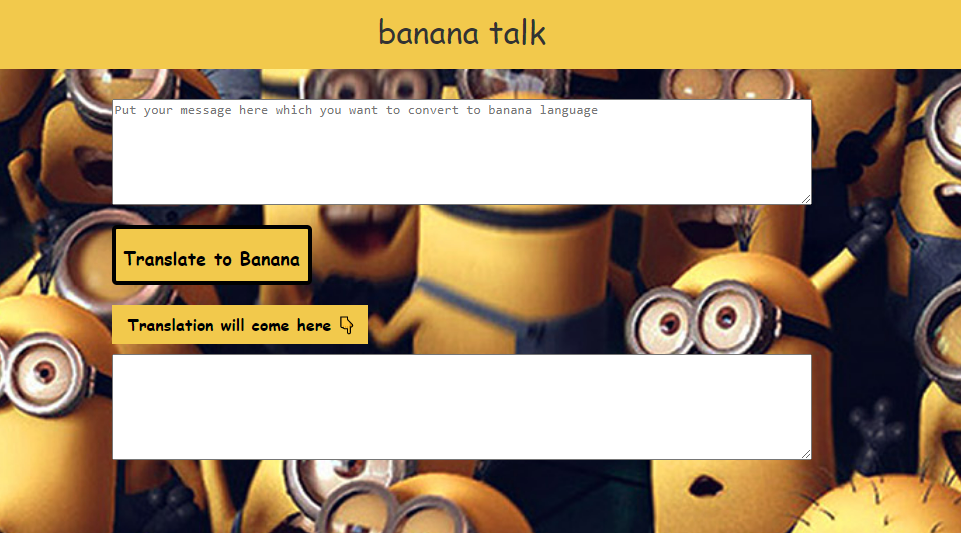 banana talk
Put your message here which you want to convert to banana language
Translate to Banana
Translation will come here 👇